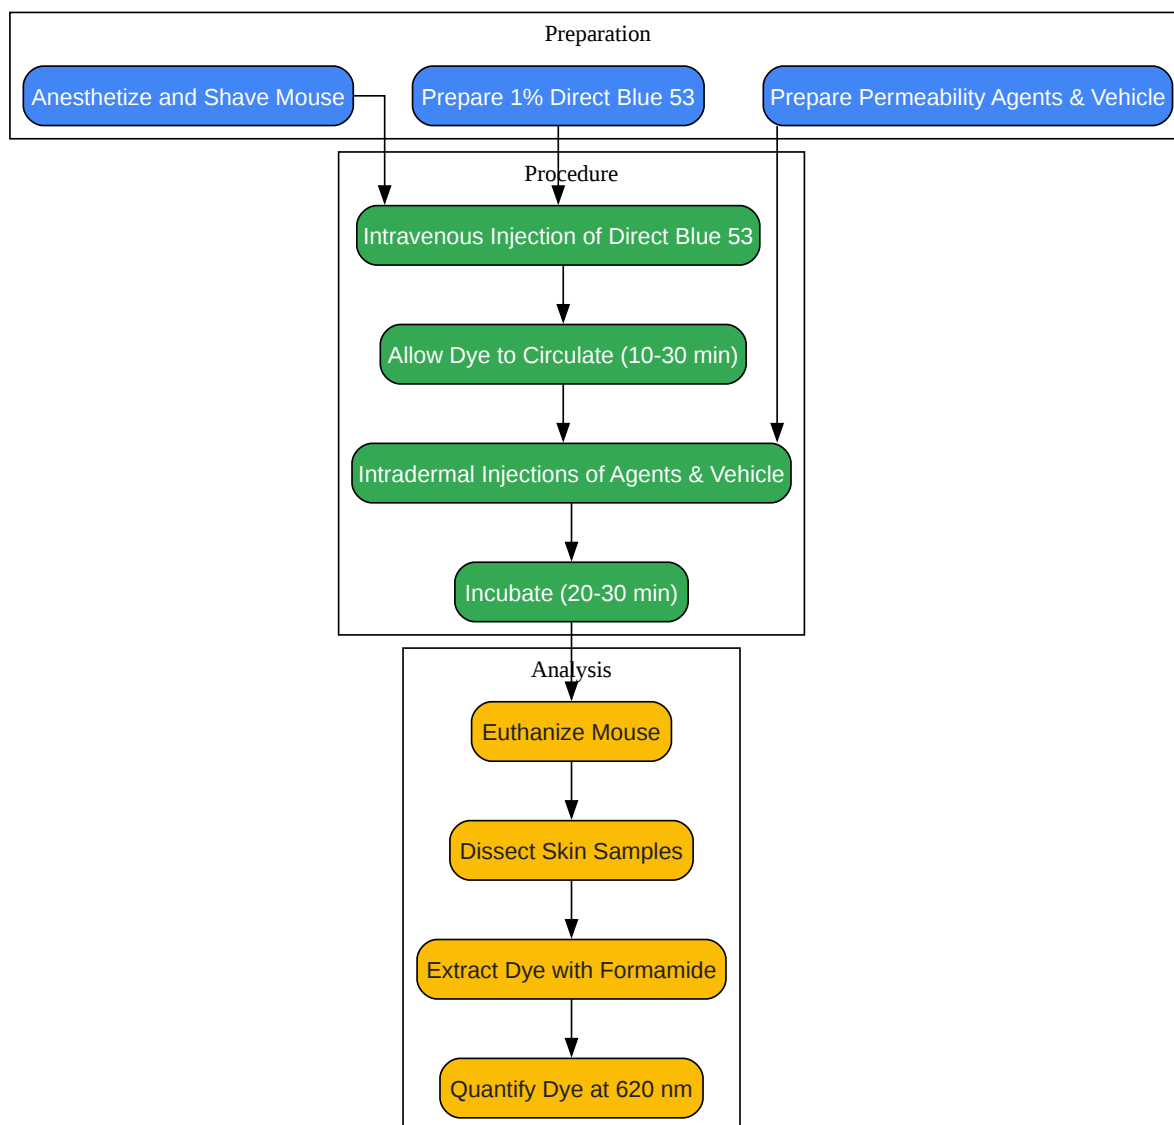 Preparation
Anesthetize and Shave Mouse
Prepare 1% Direct Blue 53
Prepare Permeability Agents & Vehicle
Procedure
Intravenous Injection of Direct Blue 53
Allow Dye to Circulate (10-30 min)
Intradermal Injections of Agents & Vehicle
Incubate (20-30 min)
Analysis
Euthanize Mouse
Dissect Skin Samples
Extract Dye with Formamide
Quantify Dye at 620 nm